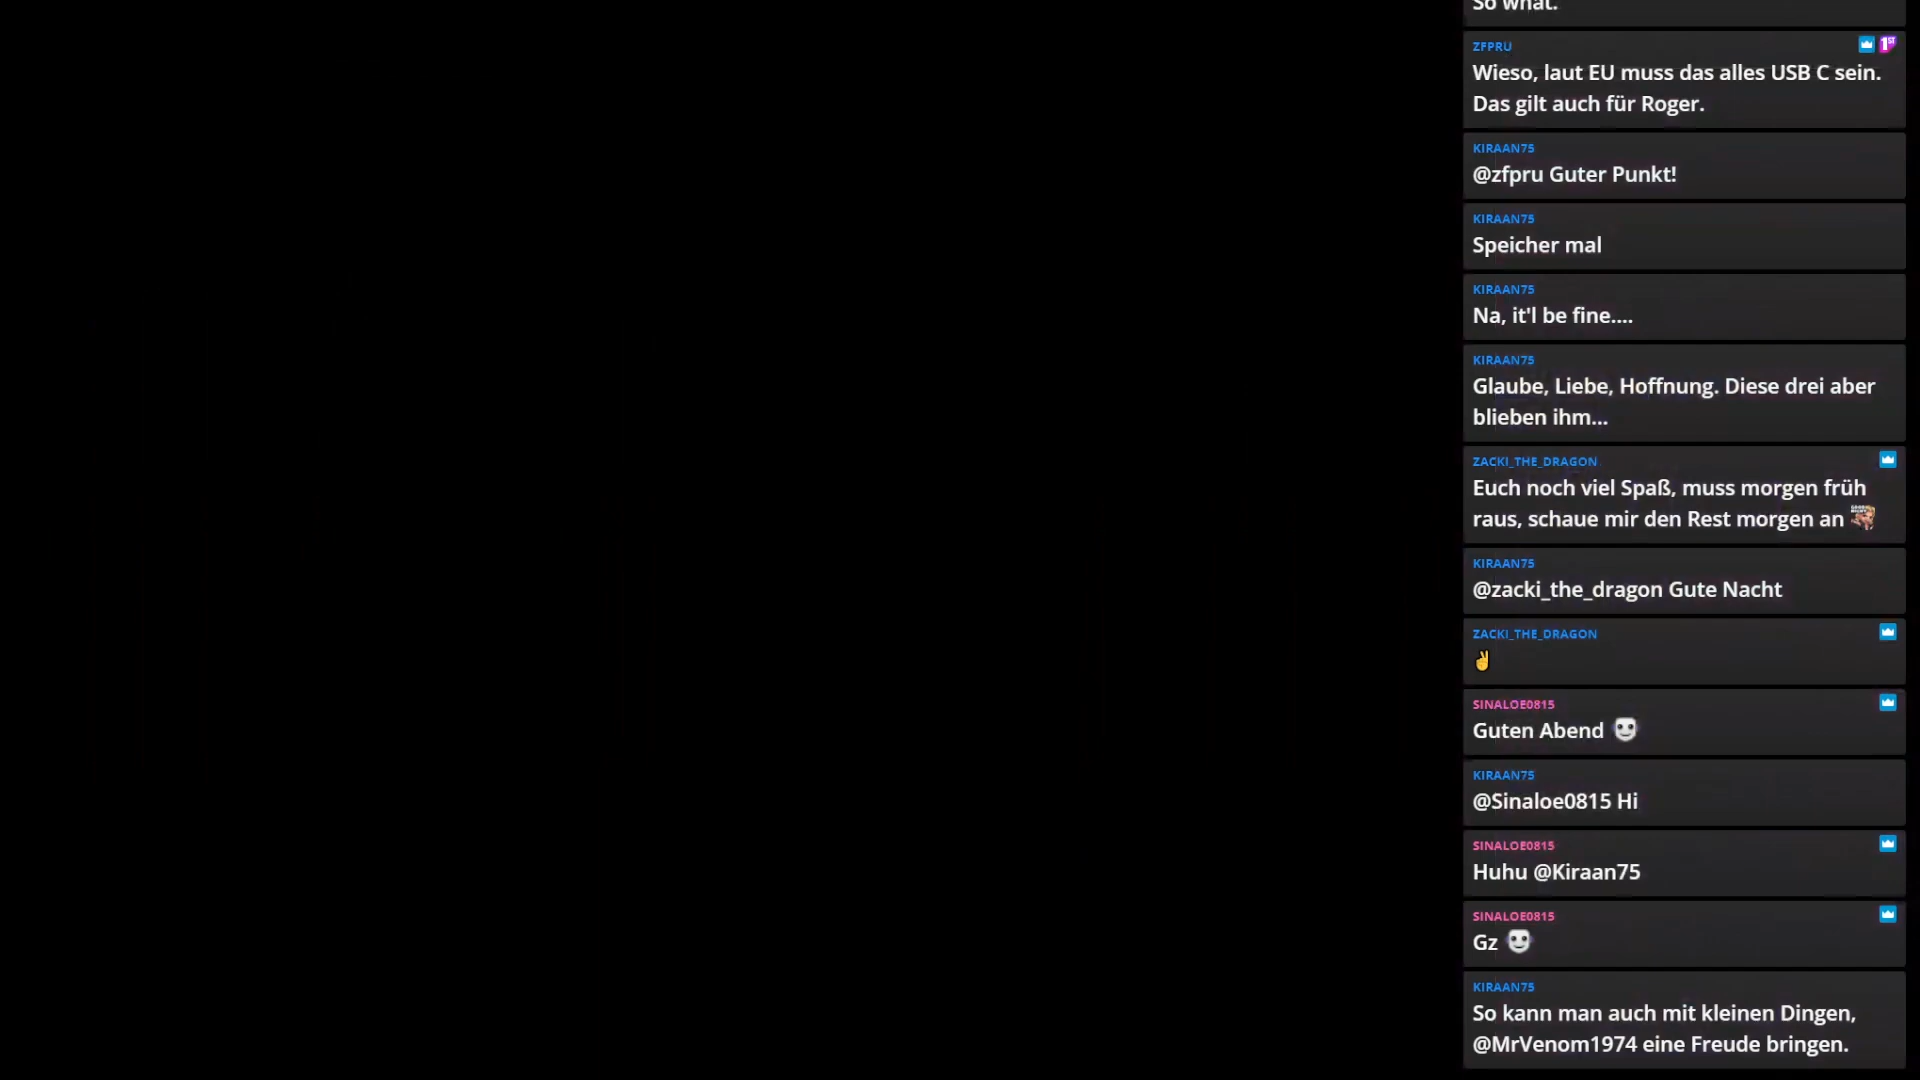 So what.
ZFPRU
Wieso, laut EU muss das alles USB C sein.
Das gilt auch für Roger.
KIRAAN75
@zfpru Guter Punkt!
KIRAAN75
Speicher mal
KIRAAN75
Na, it'l be fine....
KIRAAN75
Glaube, Liebe, Hoffnung. Diese drei aber
blieben ihm...
ZACKI_THE_DRAGON
Euch noch viel Spaß, muss morgen früh
raus, schaue mir den Rest morgen an
KIRAAN75
@zacki_the_dragon Gute Nacht
ZACKI_THE_DRAGON
✌
SINALOE0815
Guten Abend
KIRAAN75
@Sinaloe0815 Hi
SINALOE0815
Huhu @Kiraan75
SINALOE0815
Gz
KIRAAN75
So kann man auch mit kleinen Dingen,
@MrVenom1974 eine Freude bringen.